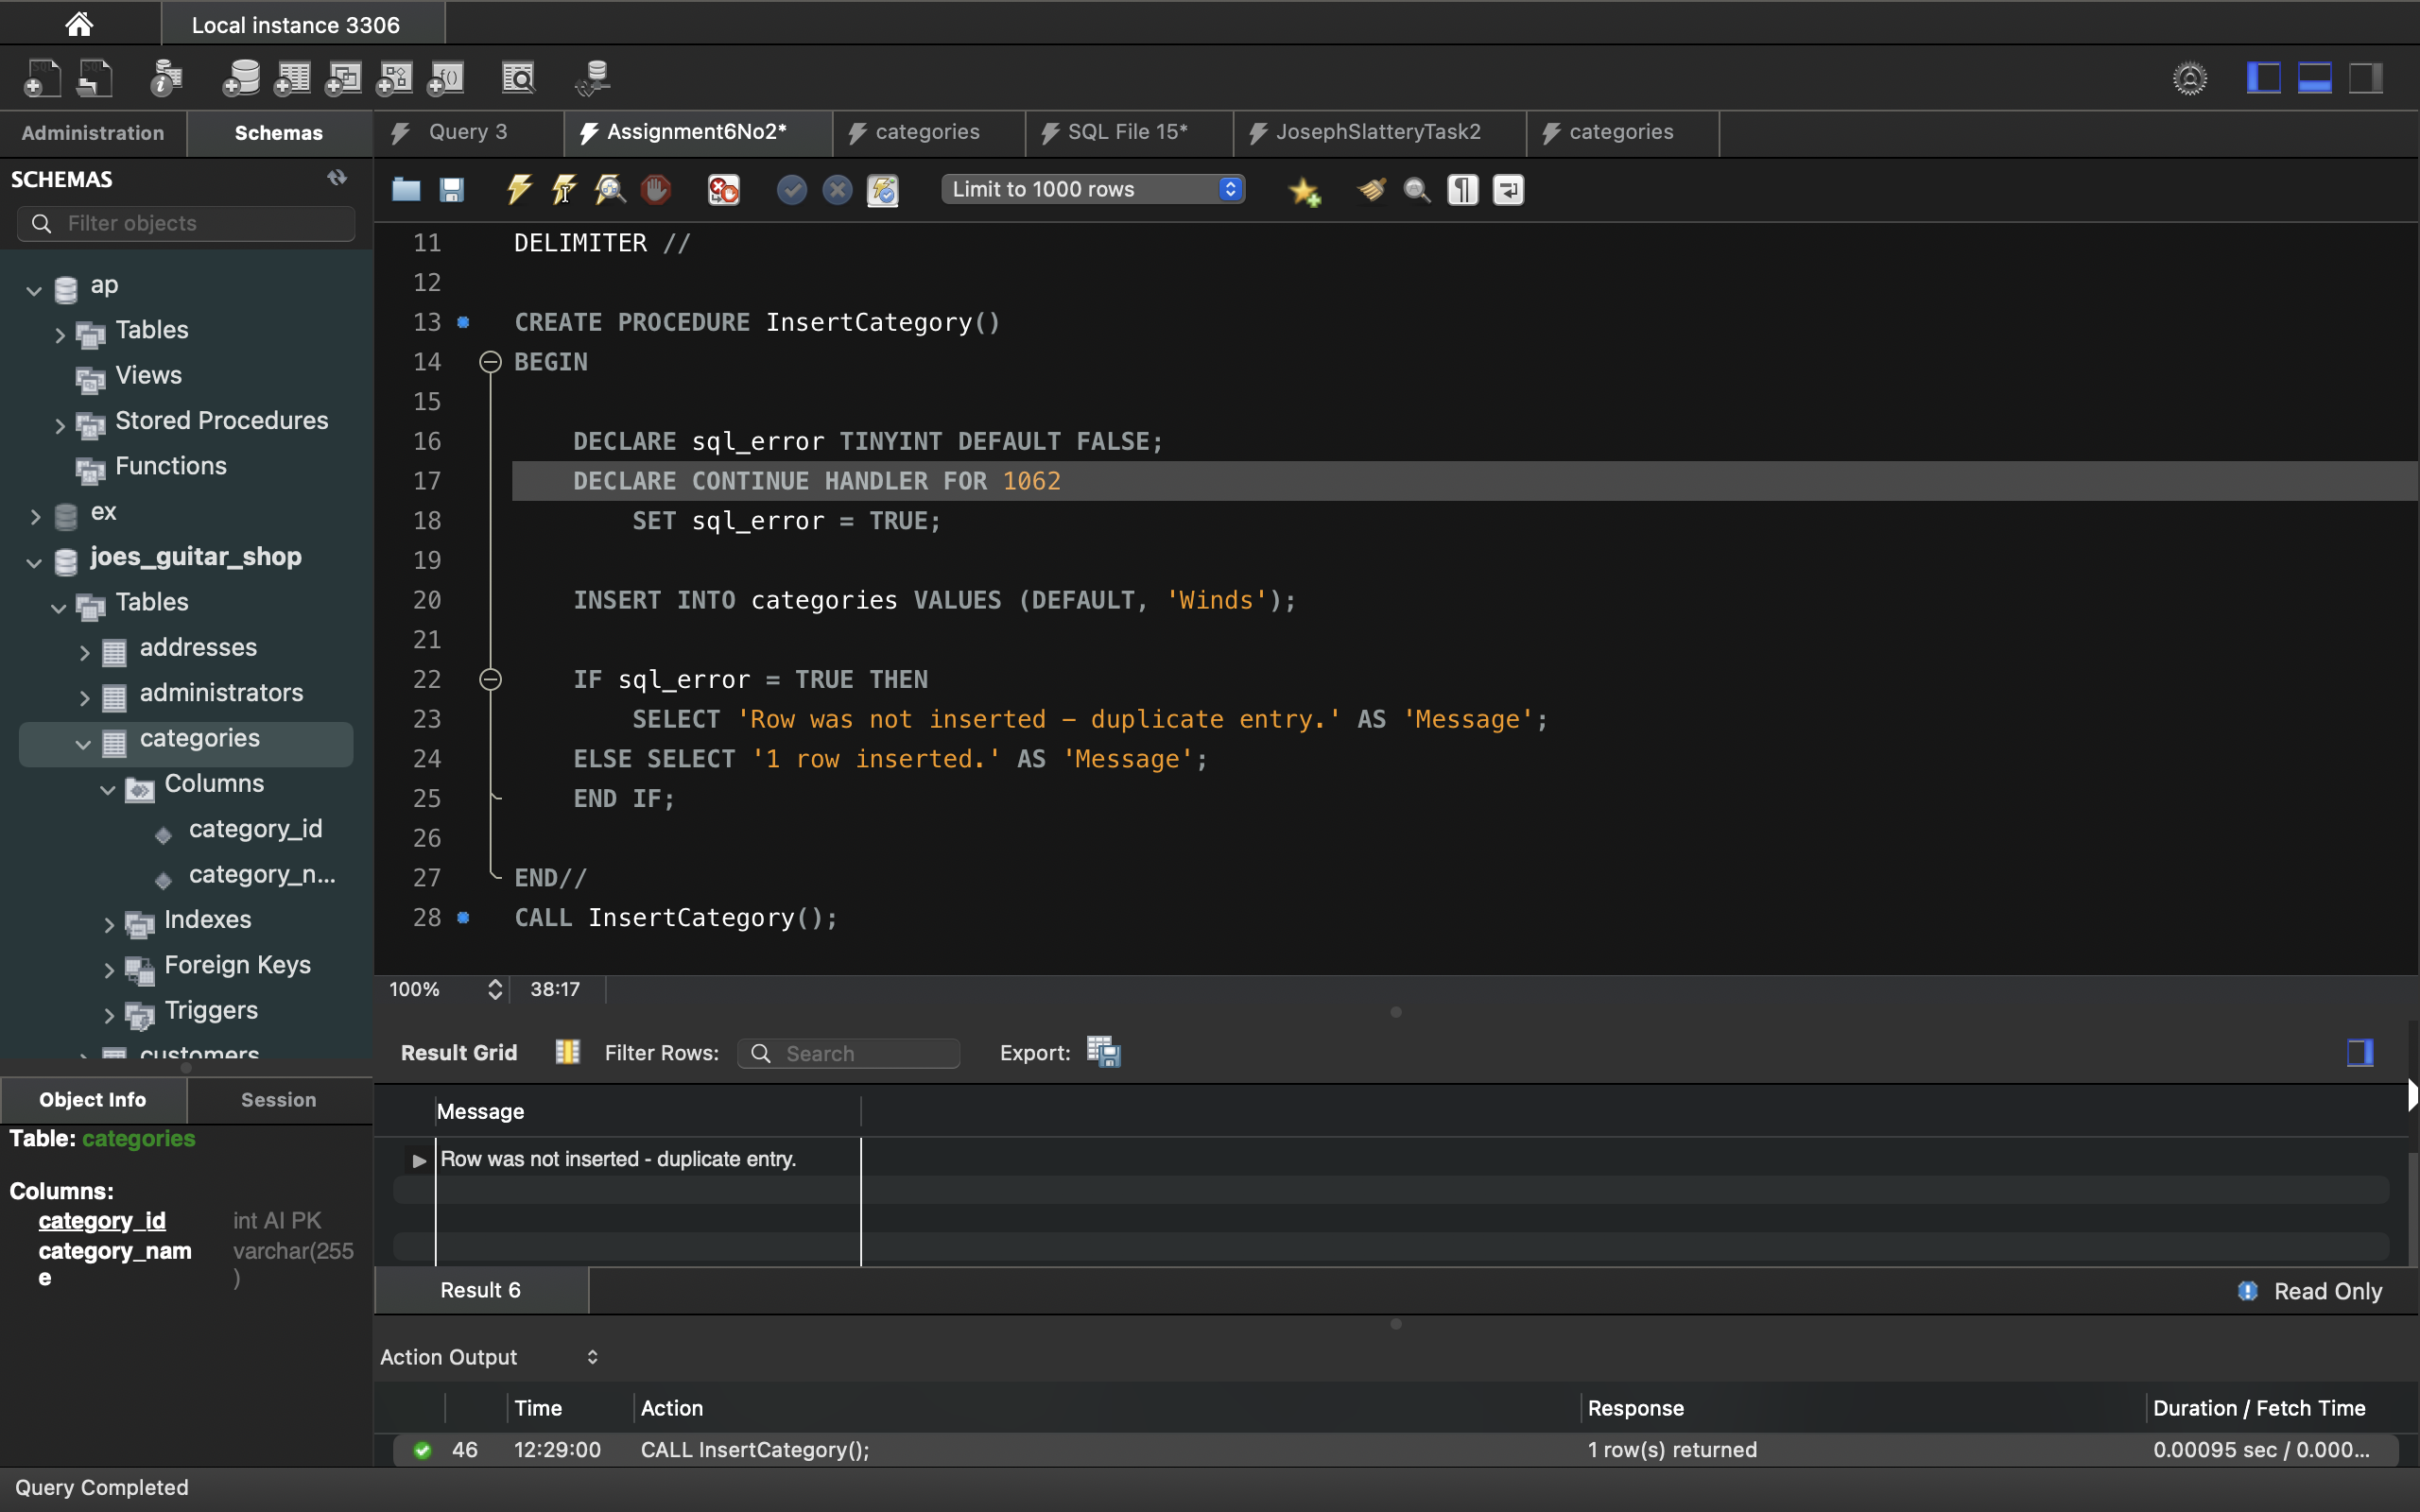 Local instance 3306
Administration
Schemas
Query 3
Assignment6No2*
categories
SQL File 15*
JosephSlatteryTask2
categories
SCHEMAS
Filter objects
Limit to 1000 rows
ap
Tables
Views
Stored Procedures
Functions
ex
joes_guitar_shop
Tables
addresses
administrators
categories
Columns
category_id
category_n...
Indexes
Foreign Keys
Triggers
customers
11 DELIMITER //
12
13 CREATE PROCEDURE InsertCategory()
14 BEGIN
15
16 DECLARE sql_error TINYINT DEFAULT FALSE;
17 DECLARE CONTINUE HANDLER FOR 1062
18 SET sql_error = TRUE;
19
20 INSERT INTO categories VALUES (DEFAULT, 'Winds');
21
22 IF sql_error = TRUE THEN
23 SELECT 'Row was not inserted – duplicate entry.' AS 'Message';
24 ELSE SELECT '1 row inserted.' AS 'Message';
25 END IF;
26
27 END//
28 CALL InsertCategory();
100%
38:17
Result Grid
Filter Rows:
Search
Export:
Message
Row was not inserted - duplicate entry.
Result 6
Read Only
Object Info
Session
Table: categories
Columns:
category_id int AI PK
category_nam varchar(255
e )
Action Output
Time Action Response Duration / Fetch Time
46 12:29:00 CALL InsertCategory(); 1 row(s) returned 0.00095 sec / 0.000...
Query Completed